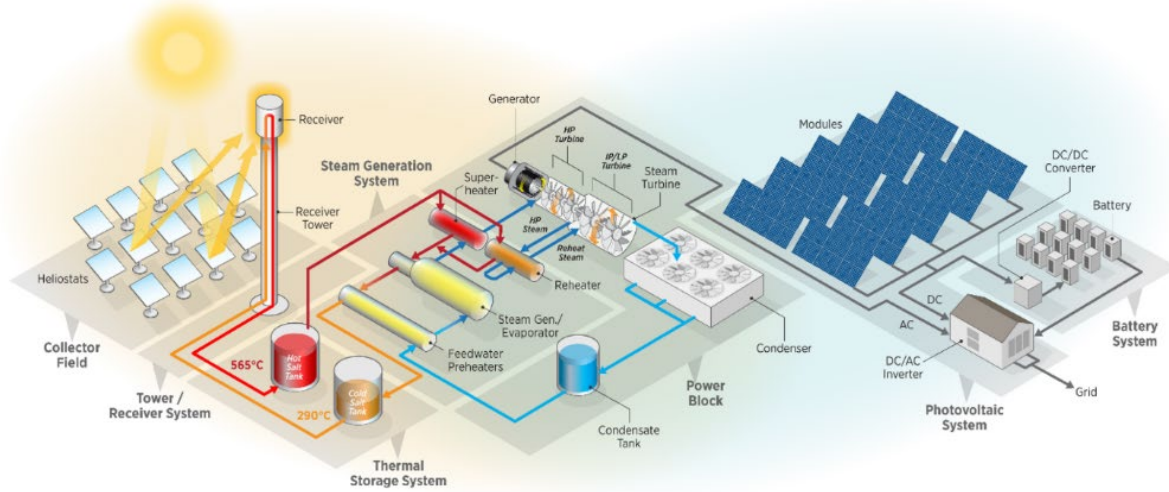 Receiver
Receiver
Tower
Heliostats
Collector
Field
Tower /
Receiver System
565°C
Hot
Salt
Tank
290°C
Cold
Salt
Tank
Thermal
Storage System
Steam Generation
System
Super-
heater
Reheater
Steam Gen./
Evaporator
Feedwater
Preheaters
Generator
HP
Turbine
IP/LP
Turbine
Steam
Turbine
HP
Steam
Reheat
Steam
Condenser
Condensate
Tank
Power
Block
Modules
DC/DC
Converter
Battery
DC
AC
DC/AC
Inverter
Grid
Battery
System
Photovoltaic
System